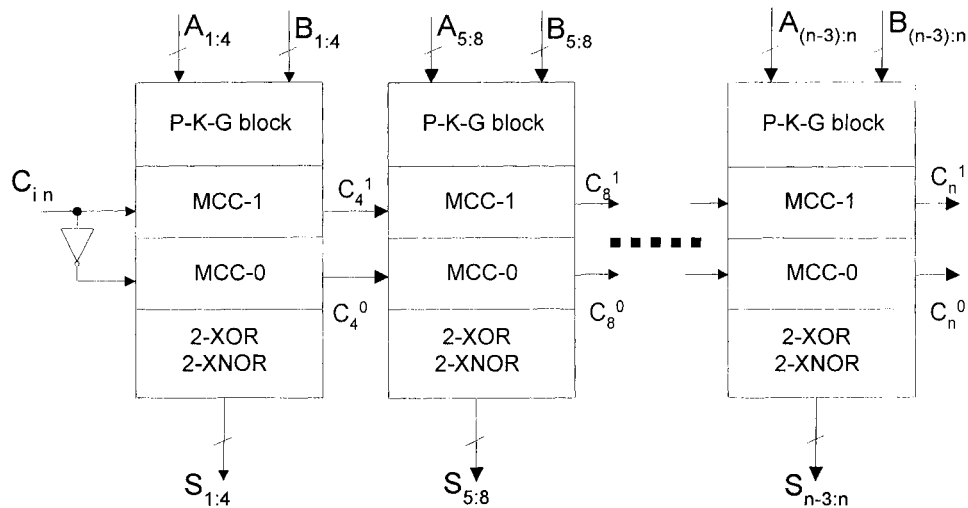 A1:4 B1:4 A5:8 B5:8 A(n-3):n B(n-3):n
P-K-G block P-K-G block P-K-G block
Cin MCC-1 C4^1 MCC-1 C8^1 MCC-1 Cn^1
MCC-0 MCC-0 MCC-0
C4^0 C8^0 Cn^0
2-XOR 2-XOR 2-XOR
2-XNOR 2-XNOR 2-XNOR
S1:4 S5:8 Sn-3:n